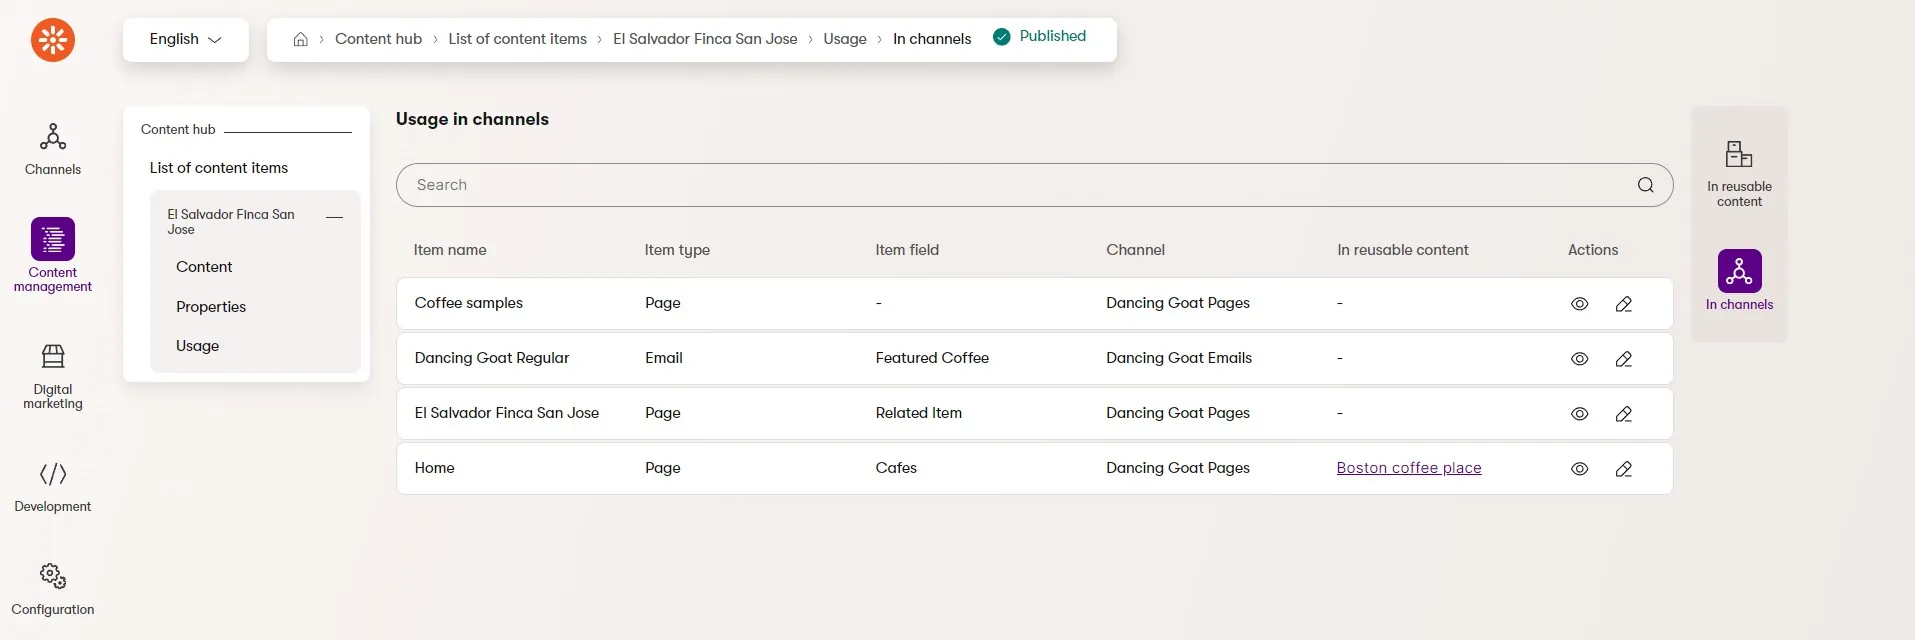 English
Content hub › List of content items › El Salvador Finca San Jose › Usage › In channels Published
Channels
Content
management
Digital
marketing
Development
Configuration
Content hub
List of content items
El Salvador Finca San
Jose
Content
Properties
Usage
Usage in channels
Search
Item name Item type Item field Channel In reusable content Actions
Coffee samples Page - Dancing Goat Pages -
Dancing Goat Regular Email Featured Coffee Dancing Goat Emails -
El Salvador Finca San Jose Page Related Item Dancing Goat Pages -
Home Page Cafes Dancing Goat Pages Boston coffee place
In reusable
content
In channels